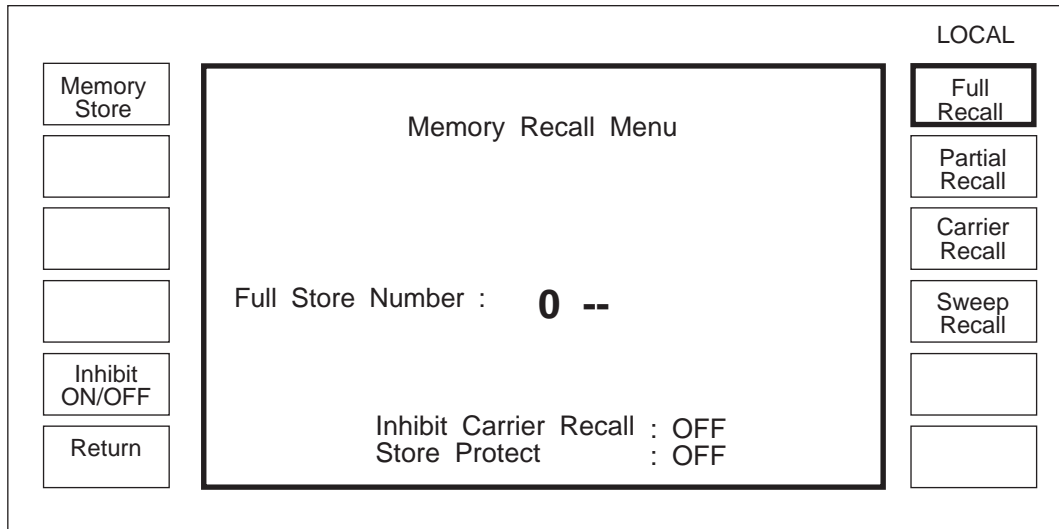 LOCAL
Memory
Store
Inhibit
ON/OFF
Return
Memory Recall Menu
Full Store Number : 0 --
Inhibit Carrier Recall : OFF
Store Protect : OFF
Full
Recall
Partial
Recall
Carrier
Recall
Sweep
Recall